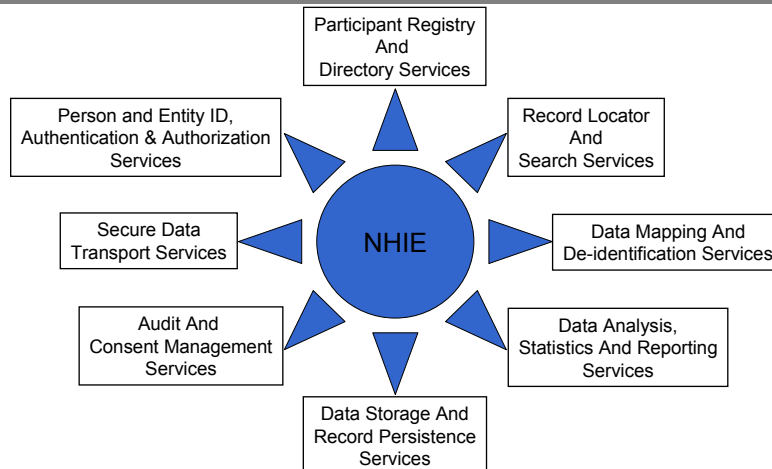 Participant Registry
And
Directory Services
Person and Entity ID,
Authentication & Authorization
Services
Record Locator
And
Search Services
Secure Data
Transport Services
NHIE
Data Mapping And
De-identification Services
Audit And
Consent Management
Services
Data Analysis,
Statistics And Reporting
Services
Data Storage And
Record Persistence
Services